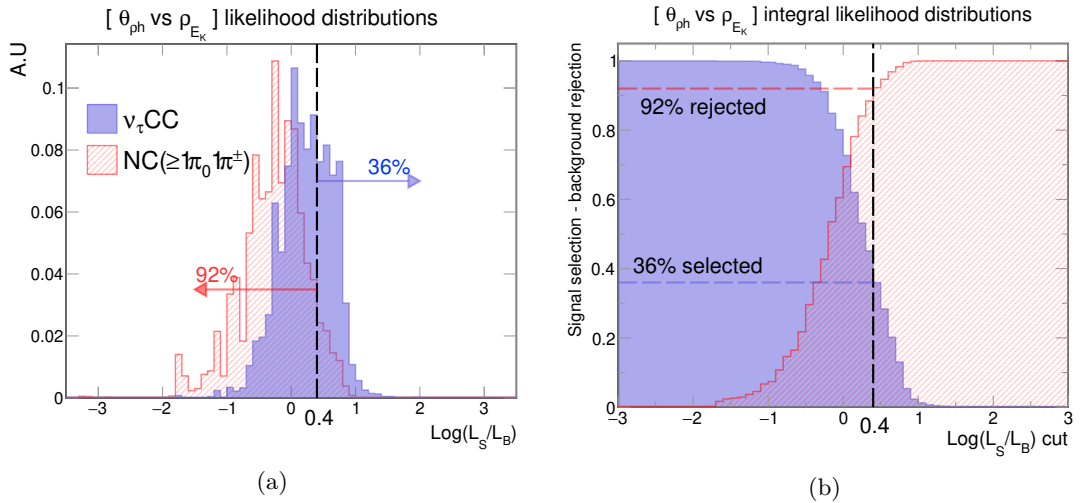 [ θρh vs ρEK ] likelihood distributions
A.U
0.1
0.08
0.06
0.04
0.02
0
ντCC
NC(≥1π0 1π±)
36%
92%
−3 −2 −1 0 1 2 3
0.4
Log(LS/LB)
(a)
[ θρh vs ρEK ] integral likelihood distributions
Signal selection - background rejection
1
0.8
0.6
0.4
0.2
0
92% rejected
36% selected
−3 −2 −1 0 1 2 3
0.4
Log(LS/LB) cut
(b)